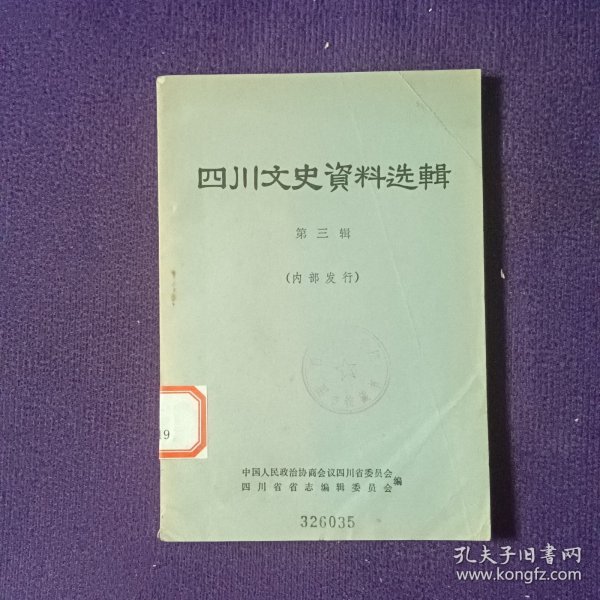 四川文史資料选輯
第三辑
(内部发行)
19
中国人民政治协商会议四川省委员会
四川省省志编辑委员会
编
326035
孔夫子旧书网
www.kongfz.com